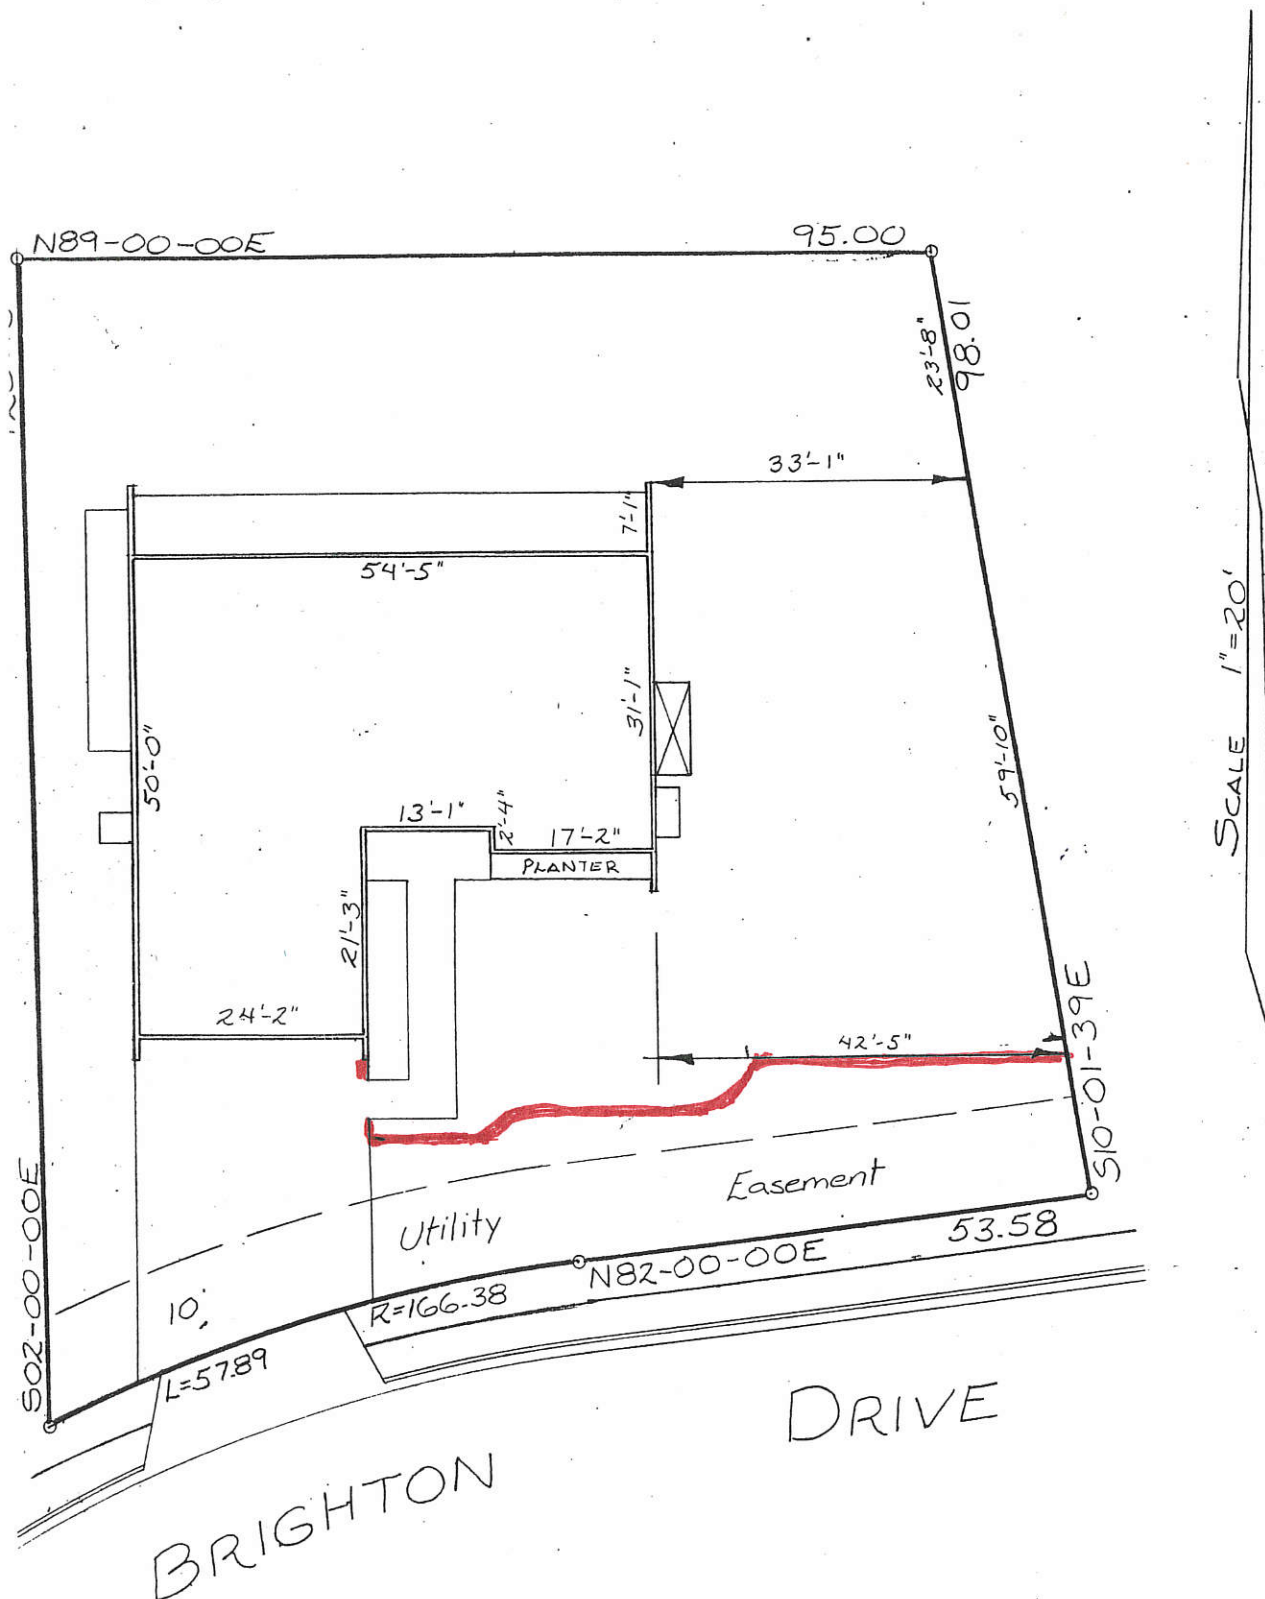 N89-00-00E
95.00
23'-8"
98.01
33'-1"
7'-1"
54'-5"
SCALE 1"=20'
31'-1"
50'-0"
59'-10"
13'-1"
2'-4"
17'-2"
PLANTER
21'-3"
24'-2"
42'-5"
S10-01-39E
S02-00-00E
Easement
Utility
53.58
N82-00-00E
10'
R=166.38
L=57.89
BRIGHTON DRIVE